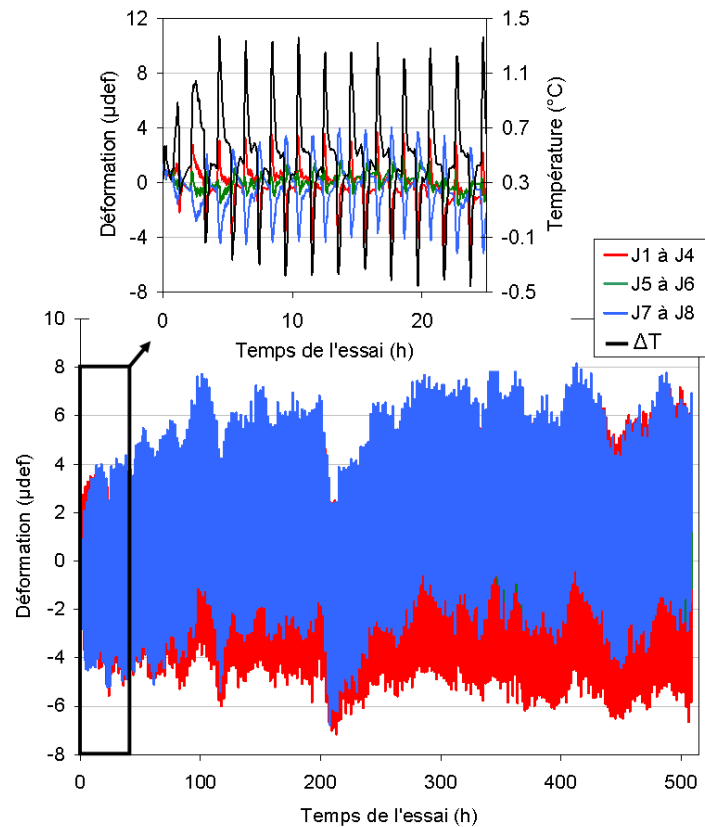 12
8
4
0
-4
-8
Déformation (µdef)
1.5
1.1
0.7
0.3
-0.1
-0.5
Température (°C)
0 10 20
Temps de l'essai (h)
J1 à J4
J5 à J6
J7 à J8
ΔT
10
8
6
4
2
0
-2
-4
-6
-8
Déformation (µdef)
0 100 200 300 400 500
Temps de l'essai (h)